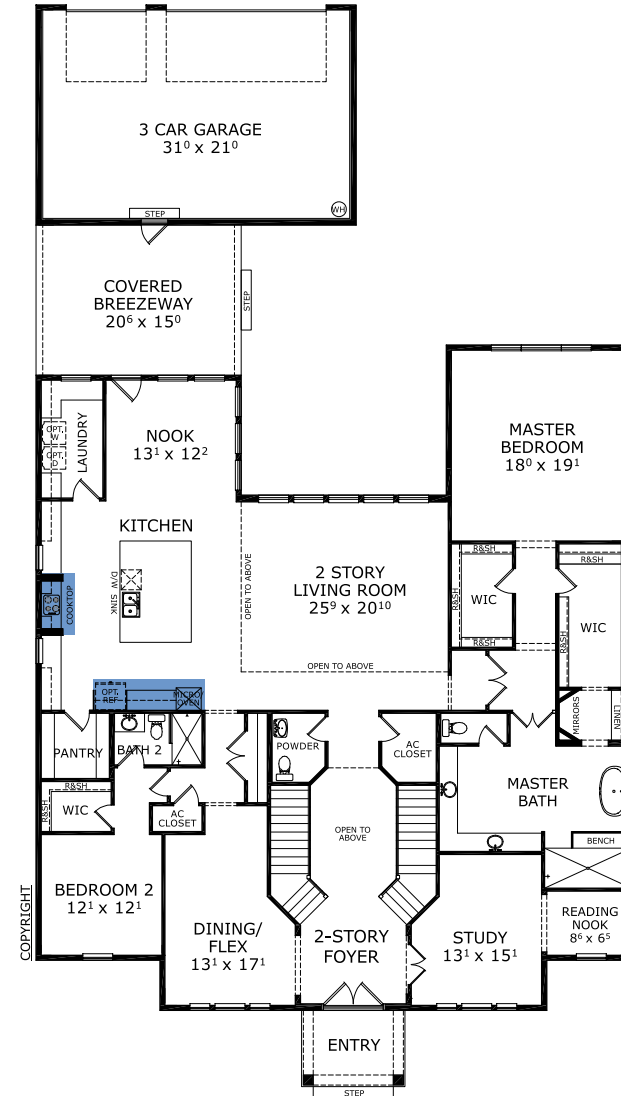 3 CAR GARAGE
31⁰ x 21⁰
STEP
WH
COVERED
BREEZEWAY
20⁶ x 15⁰
STEP
OPT.
W
OPT.
D
LAUNDRY
NOOK
13¹ x 12²
MASTER
BEDROOM
18⁰ x 19¹
KITCHEN
D/W
SINK
COOKTOP
OPEN TO ABOVE
2 STORY
LIVING ROOM
25⁹ x 20¹⁰
OPEN TO ABOVE
R&SH
R&SH
WIC
R&SH
R&SH
R&SH
WIC
OPT.
REF
MICRO/
OVEN
MIRRORS
LINEN
PANTRY
BATH 2
POWDER
AC
CLOSET
R&SH
R&SH
WIC
AC
CLOSET
OPEN TO
ABOVE
MASTER
BATH
BENCH
BEDROOM 2
12¹ x 12¹
DINING/
FLEX
13¹ x 17¹
2-STORY
FOYER
STUDY
13¹ x 15¹
READING
NOOK
8⁶ x 6⁵
COPYRIGHT
ENTRY
STEP